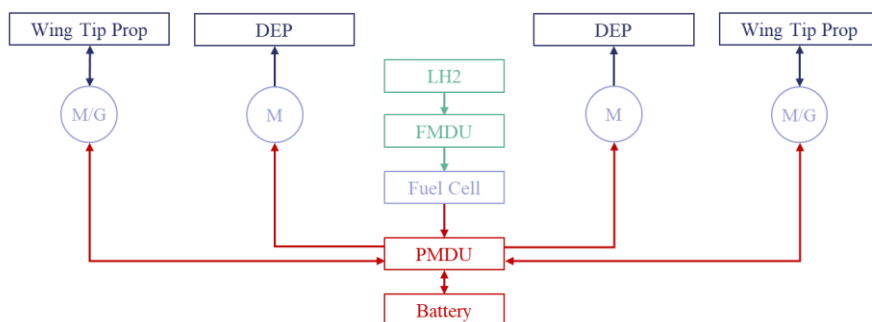 Wing Tip Prop
DEP
DEP
Wing Tip Prop
LH2
M/G
M
FMDU
M
M/G
Fuel Cell
PMDU
Battery